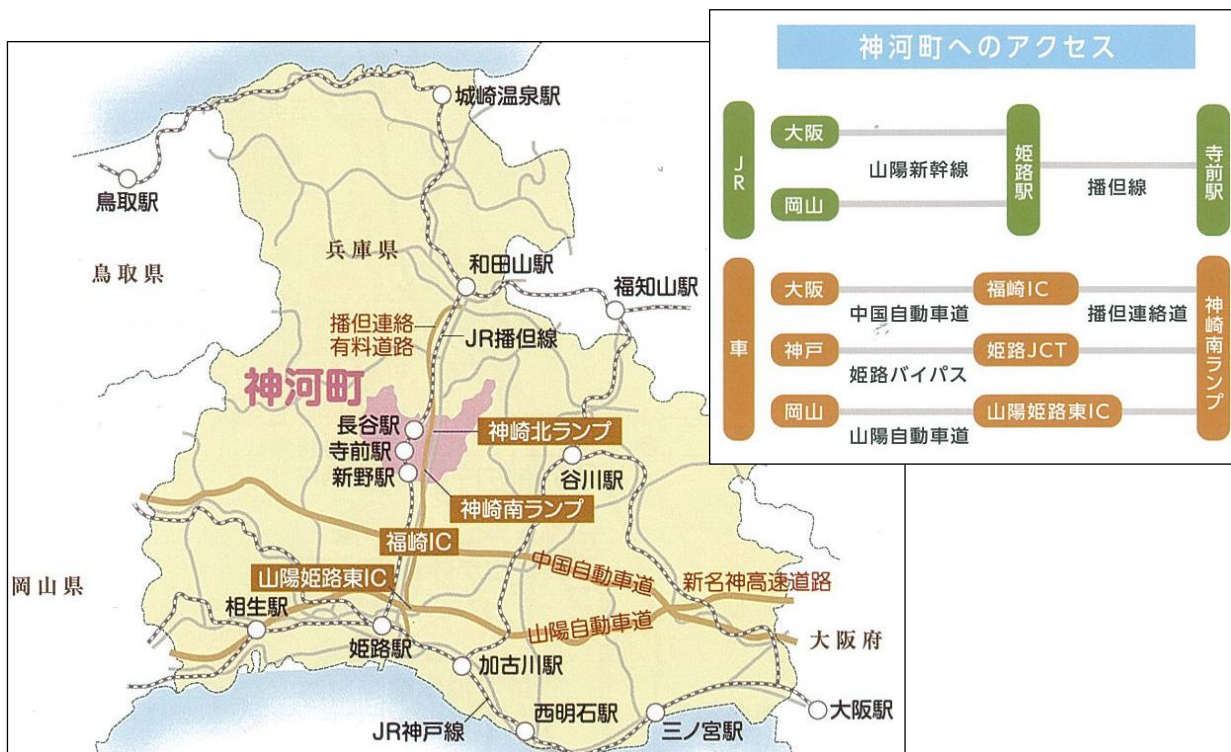 神河町へのアクセス
JR
大阪
岡山
山陽新幹線
姫路駅
播但線
寺前駅
車
大阪
中国自動車道
福崎IC
播但連絡道
神戸
姫路バイパス
姫路JCT
岡山
山陽自動車道
山陽姫路東IC
神崎南ランプ
城崎温泉駅
鳥取駅
鳥取県
兵庫県
和田山駅
福知山駅
播但連絡
有料道路
JR播但線
神河町
長谷駅
神崎北ランプ
寺前駅
新野駅
谷川駅
神崎南ランプ
福崎IC
中国自動車道
新名神高速道路
岡山県
山陽姫路東IC
相生駅
山陽自動車道
大阪府
姫路駅
加古川駅
JR神戸線
西明石駅
三ノ宮駅
大阪駅